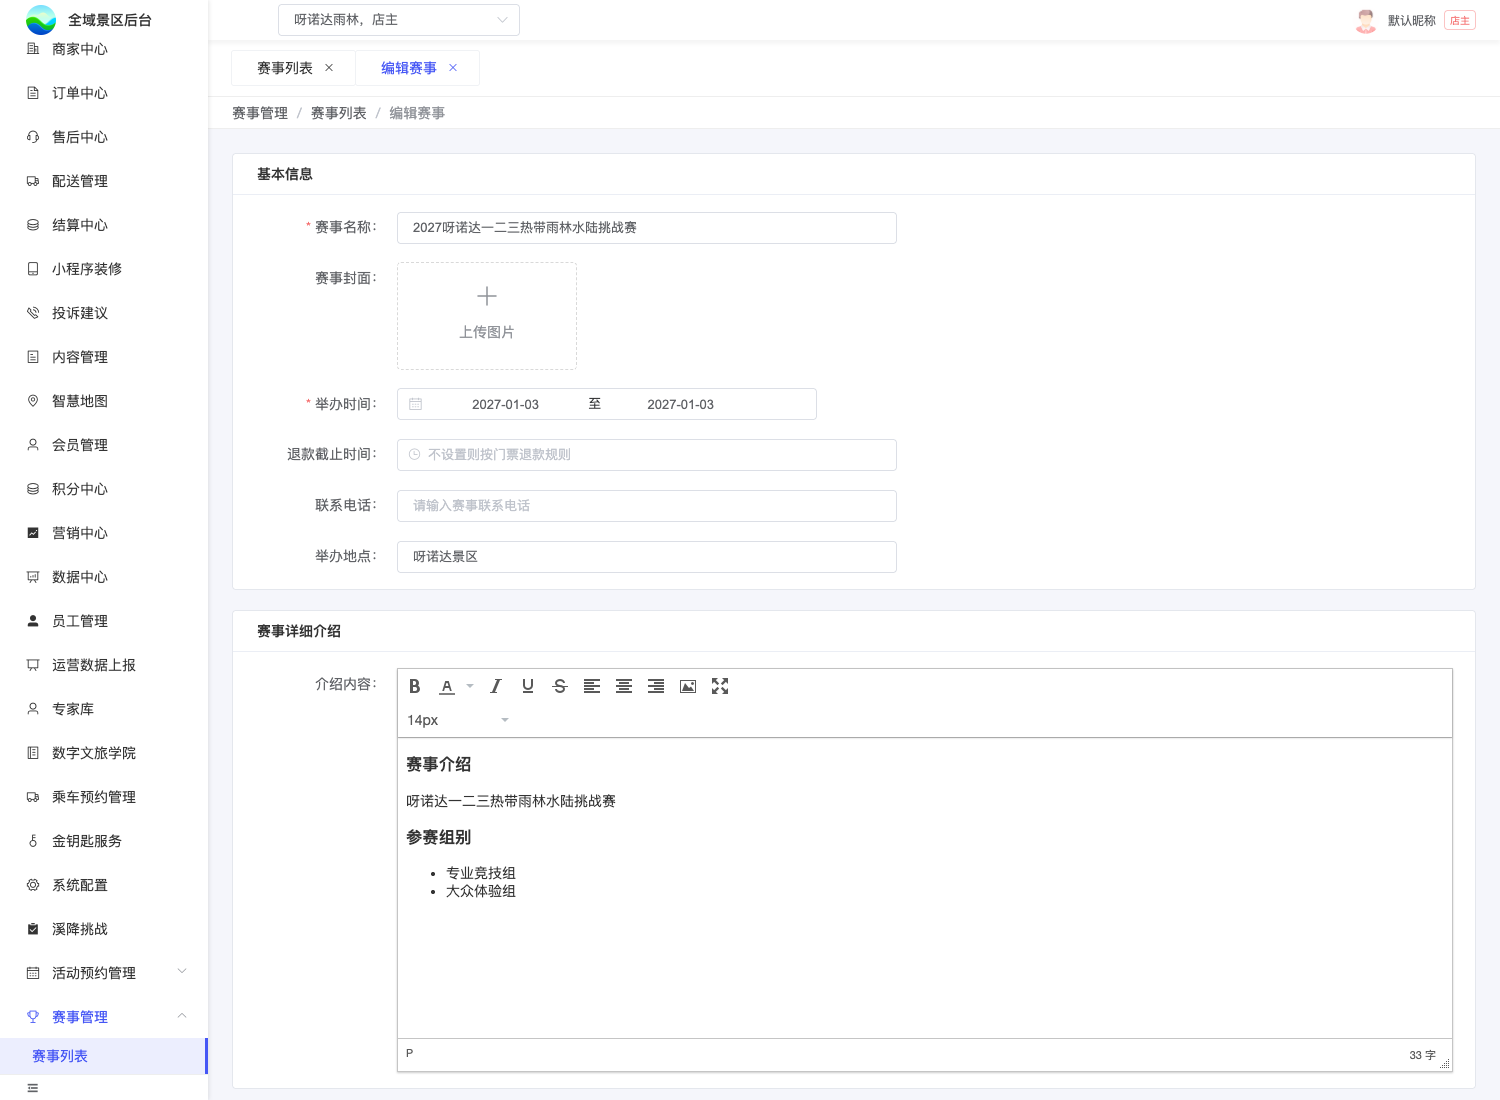 全域景区后台
呀诺达雨林，店主
默认昵称 店主
商家中心
订单中心
售后中心
配送管理
结算中心
小程序装修
投诉建议
内容管理
智慧地图
会员管理
积分中心
营销中心
数据中心
员工管理
运营数据上报
专家库
数字文旅学院
乘车预约管理
金钥匙服务
系统配置
溪降挑战
活动预约管理
赛事管理
赛事列表
赛事列表 × 编辑赛事 ×
赛事管理 / 赛事列表 / 编辑赛事
基本信息
* 赛事名称: 2027呀诺达一二三热带雨林水陆挑战赛
赛事封面:
上传图片
* 举办时间: 2027-01-03 至 2027-01-03
退款截止时间: 不设置则按门票退款规则
联系电话: 请输入赛事联系电话
举办地点: 呀诺达景区
赛事详细介绍
介绍内容:
B A I U S
14px
赛事介绍
呀诺达一二三热带雨林水陆挑战赛
参赛组别
• 专业竞技组
• 大众体验组
P 33 字